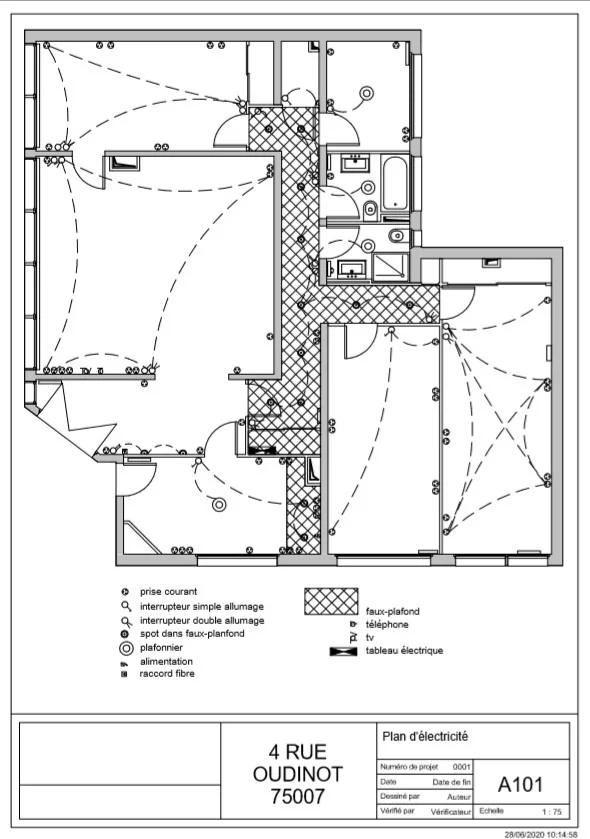 prise courant
interrupteur simple allumage
interrupteur double allumage
spot dans faux-planfond
plafonnier
alimentation
raccord fibre
faux-plafond
téléphone
tv
tableau électrique
4 RUE
OUDINOT
75007
Plan d'électricité
Numéro de projet 0001
Date Date de fin
Dessiné par Auteur
Vérifié par Vérificateur
A101
Echelle 1 : 75
28/06/2020 10:14:58